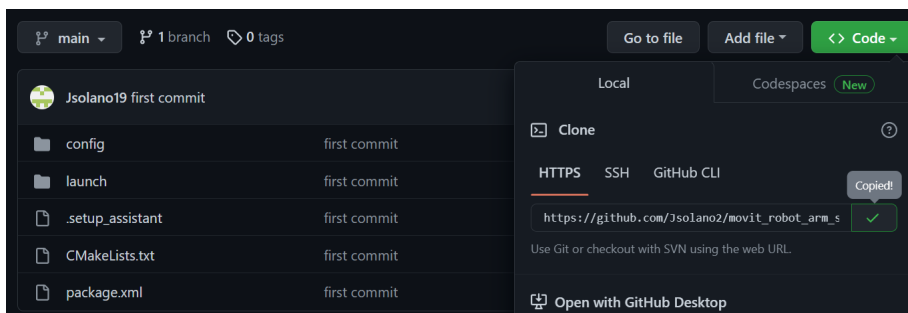 main 1 branch 0 tags Go to file Add file <> Code
Local Codespaces New
Jsolano19 first commit
Clone
config first commit
HTTPS SSH GitHub CLI
launch first commit
Copied!
.setup_assistant first commit
https://github.com/Jsolano2/movit_robot_arm_s
CMakeLists.txt first commit
Use Git or checkout with SVN using the web URL.
package.xml first commit
Open with GitHub Desktop